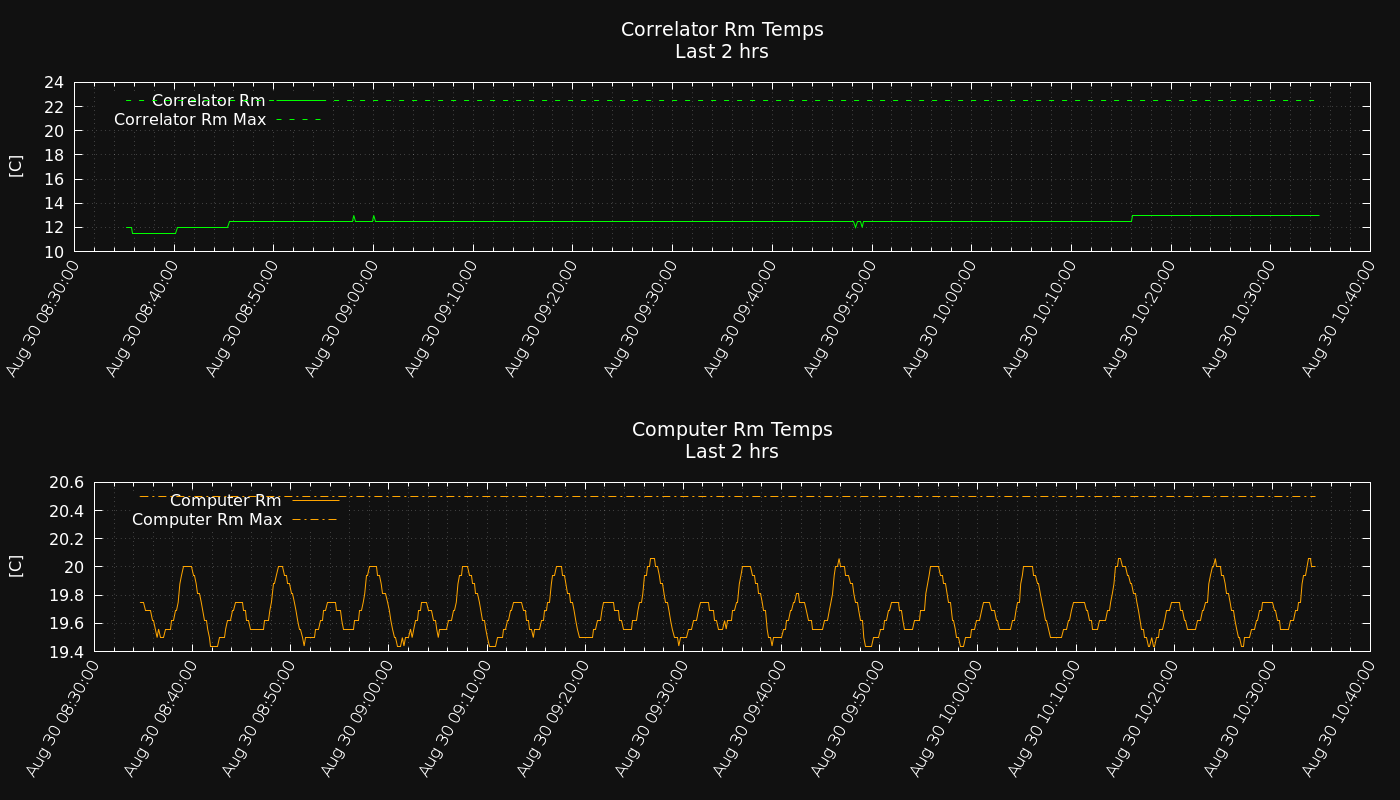 Correlator Rm Temps
Last 2 hrs
24
22
20
18
16
14
12
10
[C]
Correlator Rm
Correlator Rm Max
Aug 30 08:30:00
Aug 30 08:40:00
Aug 30 08:50:00
Aug 30 09:00:00
Aug 30 09:10:00
Aug 30 09:20:00
Aug 30 09:30:00
Aug 30 09:40:00
Aug 30 09:50:00
Aug 30 10:00:00
Aug 30 10:10:00
Aug 30 10:20:00
Aug 30 10:30:00
Aug 30 10:40:00
Computer Rm Temps
Last 2 hrs
20.6
20.4
20.2
20
19.8
19.6
19.4
[C]
Computer Rm
Computer Rm Max
Aug 30 08:30:00
Aug 30 08:40:00
Aug 30 08:50:00
Aug 30 09:00:00
Aug 30 09:10:00
Aug 30 09:20:00
Aug 30 09:30:00
Aug 30 09:40:00
Aug 30 09:50:00
Aug 30 10:00:00
Aug 30 10:10:00
Aug 30 10:20:00
Aug 30 10:30:00
Aug 30 10:40:00